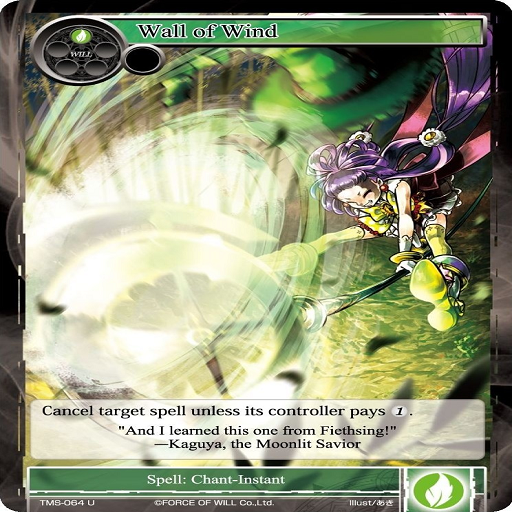 Wall of Wind
WILL
Cancel target spell unless its controller pays 1.
"And I learned this one from Fiethsing!"
—Kaguya, the Moonlit Savior
Spell: Chant-Instant
TMS-064 U ©FORCE OF WILL Co.,Ltd. Illust/あき